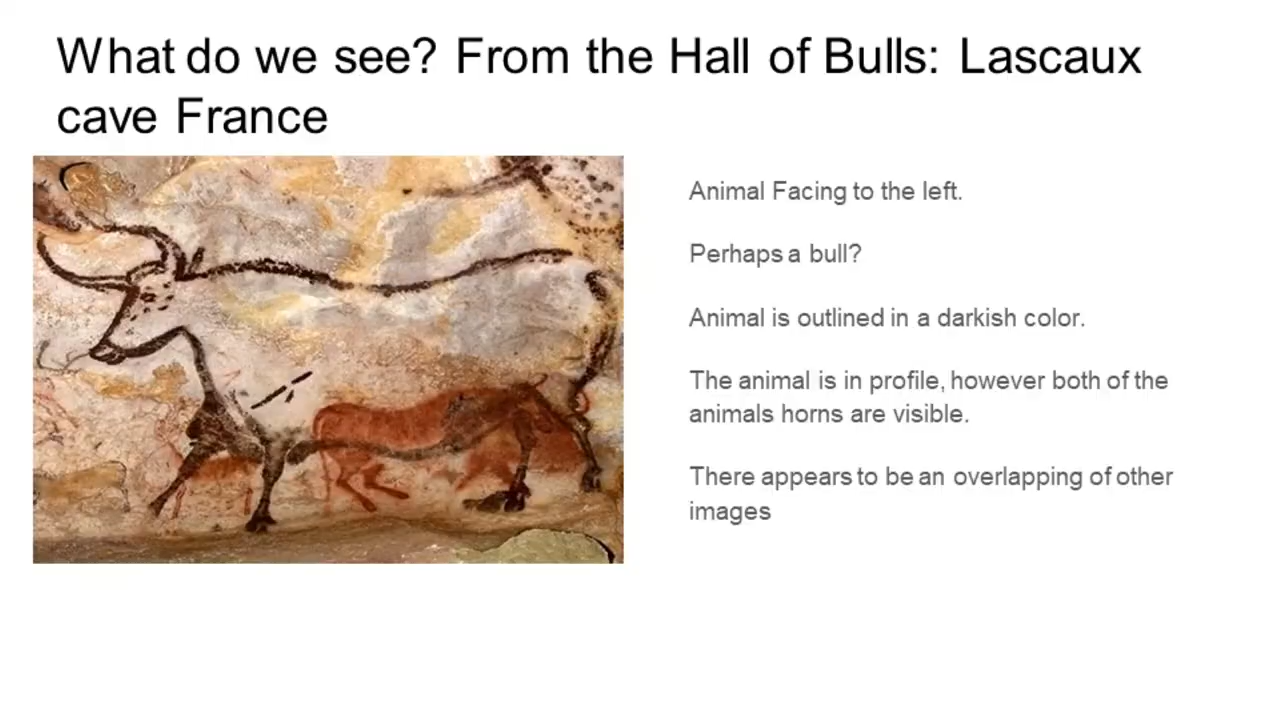 What do we see? From the Hall of Bulls: Lascaux
cave France
Animal Facing to the left.
Perhaps a bull?
Animal is outlined in a darkish color.
The animal is in profile, however both of the
animals horns are visible.
There appears to be an overlapping of other
images